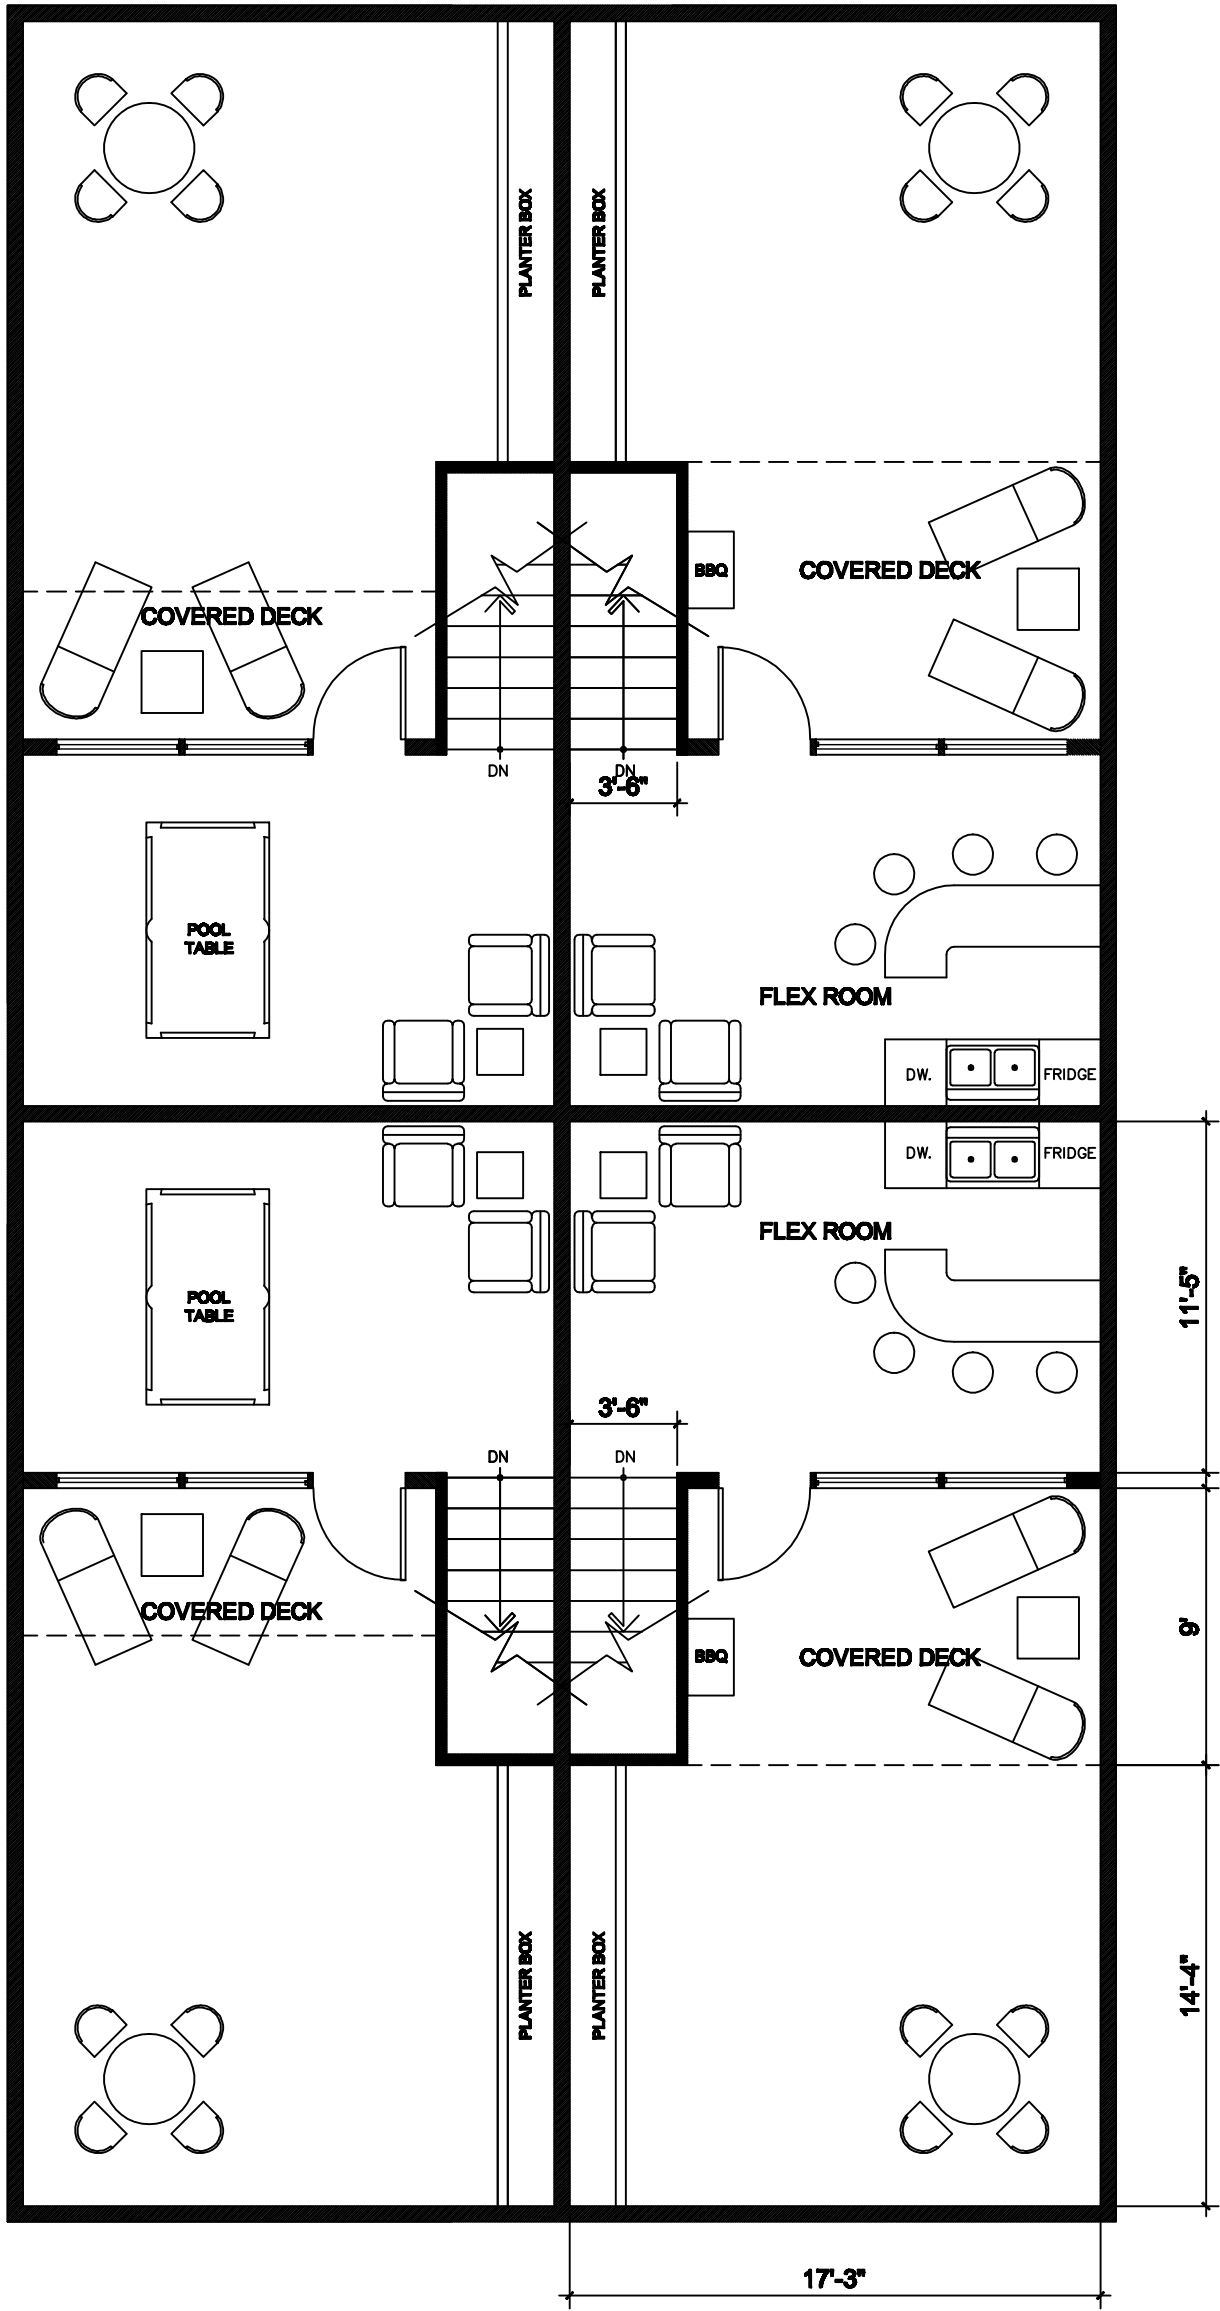 PLANTER BOX
PLANTER BOX
BBQ
COVERED DECK
COVERED DECK
DN
DN
3'-6"
POOL
TABLE
FLEX ROOM
DW.
FRIDGE
DW.
FRIDGE
FLEX ROOM
11'-5"
POOL
TABLE
3'-6"
DN
DN
COVERED DECK
9'
BBQ
COVERED DECK
PLANTER BOX
PLANTER BOX
14'-4"
17'-3"